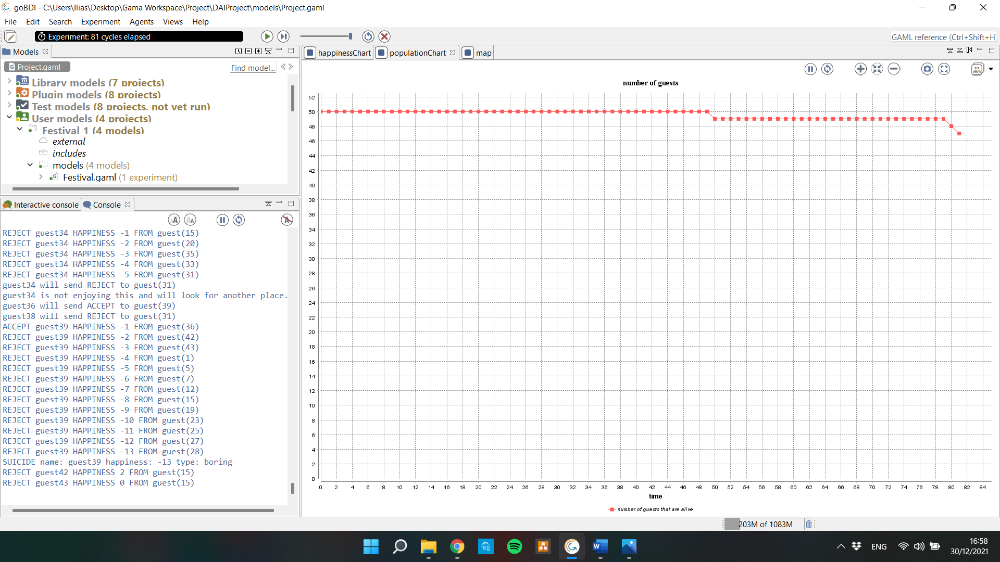 goBDI - C:\Users\Ilias\Desktop\Gama Workspace\Project\DAIProject\models\Project.gaml
File Edit Search Experiment Agents Views Help
Experiment: 81 cycles elapsed
GAML reference (Ctrl+Shift+H
Models
Project.gaml
Find model...
Library models (7 projects)
Plugin models (8 projects)
Test models (8 projects, not yet run)
User models (4 projects)
Festival 1 (4 models)
external
includes
models (4 models)
Festival.gaml (1 experiment)
Interactive console Console
REJECT guest34 HAPPINESS -1 FROM guest(15)
REJECT guest34 HAPPINESS -2 FROM guest(20)
REJECT guest34 HAPPINESS -3 FROM guest(35)
REJECT guest34 HAPPINESS -4 FROM guest(33)
REJECT guest34 HAPPINESS -5 FROM guest(31)
guest34 will send REJECT to guest(31)
guest34 is not enjoying this and will look for another place.
guest36 will send ACCEPT to guest(39)
guest38 will send REJECT to guest(31)
ACCEPT guest39 HAPPINESS -1 FROM guest(36)
REJECT guest39 HAPPINESS -2 FROM guest(42)
REJECT guest39 HAPPINESS -3 FROM guest(43)
REJECT guest39 HAPPINESS -4 FROM guest(1)
REJECT guest39 HAPPINESS -5 FROM guest(5)
REJECT guest39 HAPPINESS -6 FROM guest(7)
REJECT guest39 HAPPINESS -7 FROM guest(12)
REJECT guest39 HAPPINESS -8 FROM guest(15)
REJECT guest39 HAPPINESS -9 FROM guest(19)
REJECT guest39 HAPPINESS -10 FROM guest(23)
REJECT guest39 HAPPINESS -11 FROM guest(25)
REJECT guest39 HAPPINESS -12 FROM guest(27)
REJECT guest39 HAPPINESS -13 FROM guest(28)
SUICIDE name: guest39 happiness: -13 type: boring
REJECT guest42 HAPPINESS 2 FROM guest(15)
REJECT guest43 HAPPINESS 0 FROM guest(15)
happinessChart populationChart map
number of guests
52
50
48
46
44
42
40
38
36
34
32
30
28
26
24
22
20
18
16
14
12
10
8
6
4
2
0
0 2 4 6 8 10 12 14 16 18 20 22 24 26 28 30 32 34 36 38 40 42 44 46 48 50 52 54 56 58 60 62 64 66 68 70 72 74 76 78 80 82 84
time
number of guests that are alive
203M of 1083M
ENG
16:58
30/12/2021